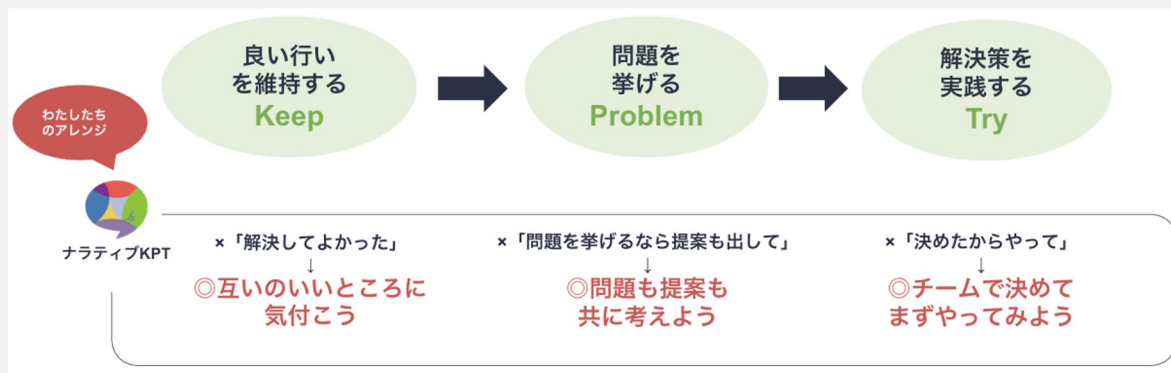 良い行い
を維持する
Keep
問題を
挙げる
Problem
解決策を
実践する
Try
わたしたち
のアレンジ
ナラティブKPT
×「解決してよかった」
↓
◎互いのいいところに
気付こう
×「問題を挙げるなら提案も出して」
↓
◎問題も提案も
共に考えよう
×「決めたからやって」
↓
◎チームで決めて
まずやってみよう